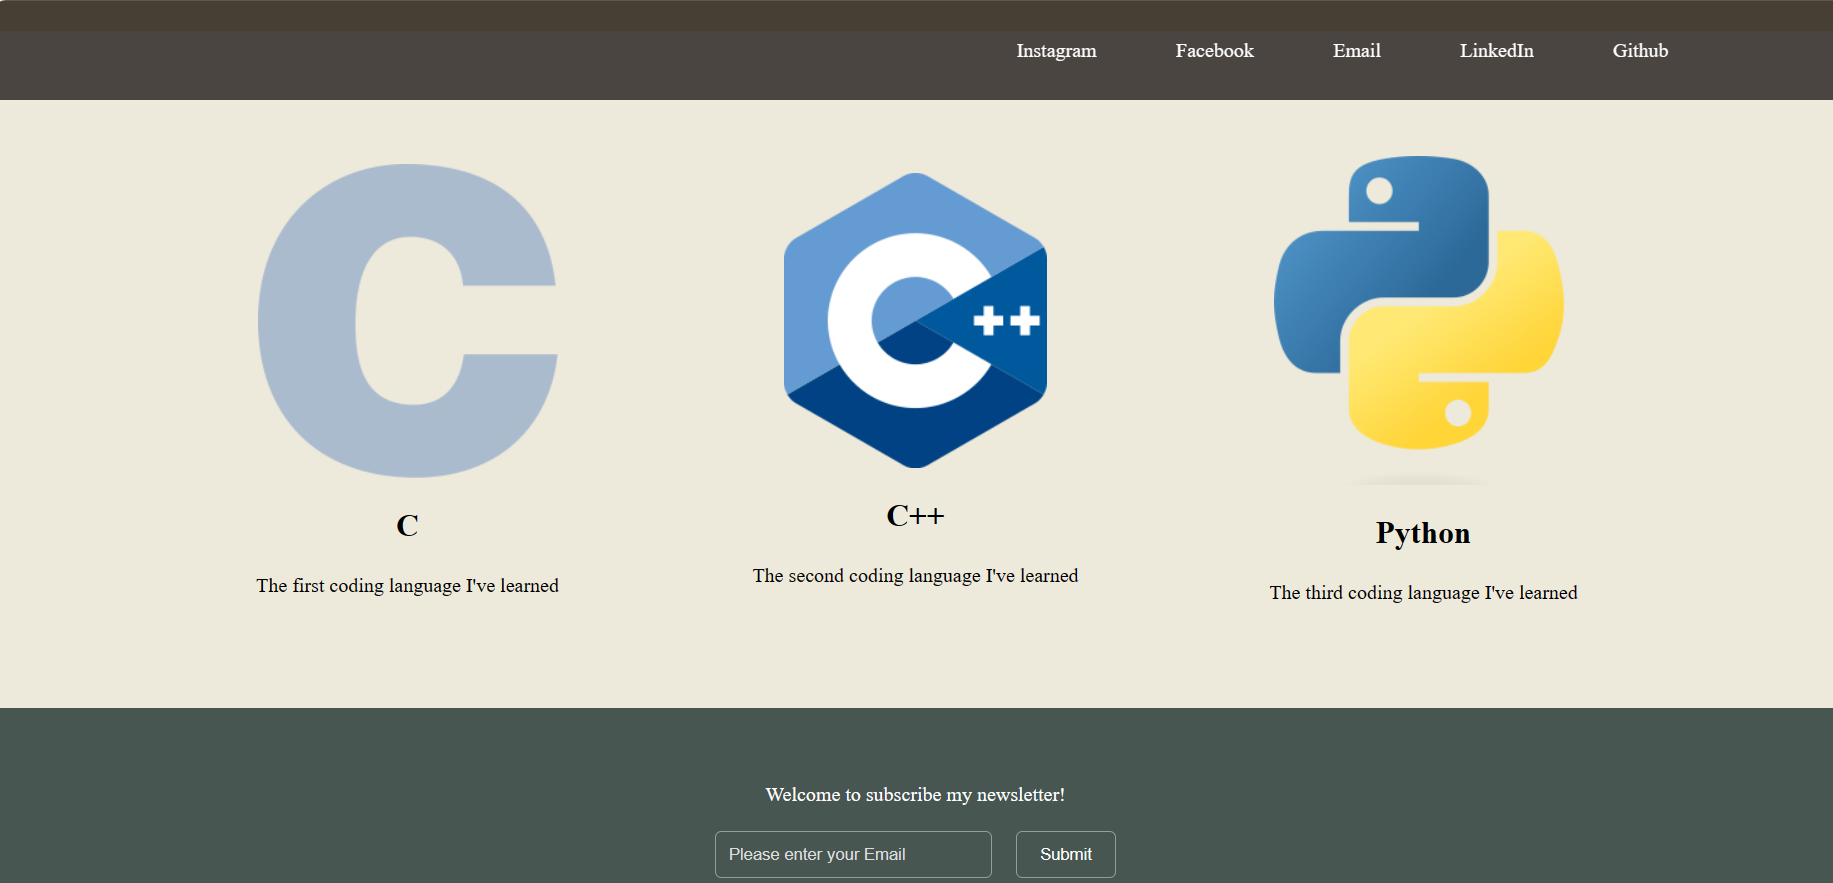 Instagram Facebook Email LinkedIn Github
C
C ++
C
The first coding language I've learned
C++
The second coding language I've learned
Python
The third coding language I've learned
Welcome to subscribe my newsletter!
Please enter your Email Submit